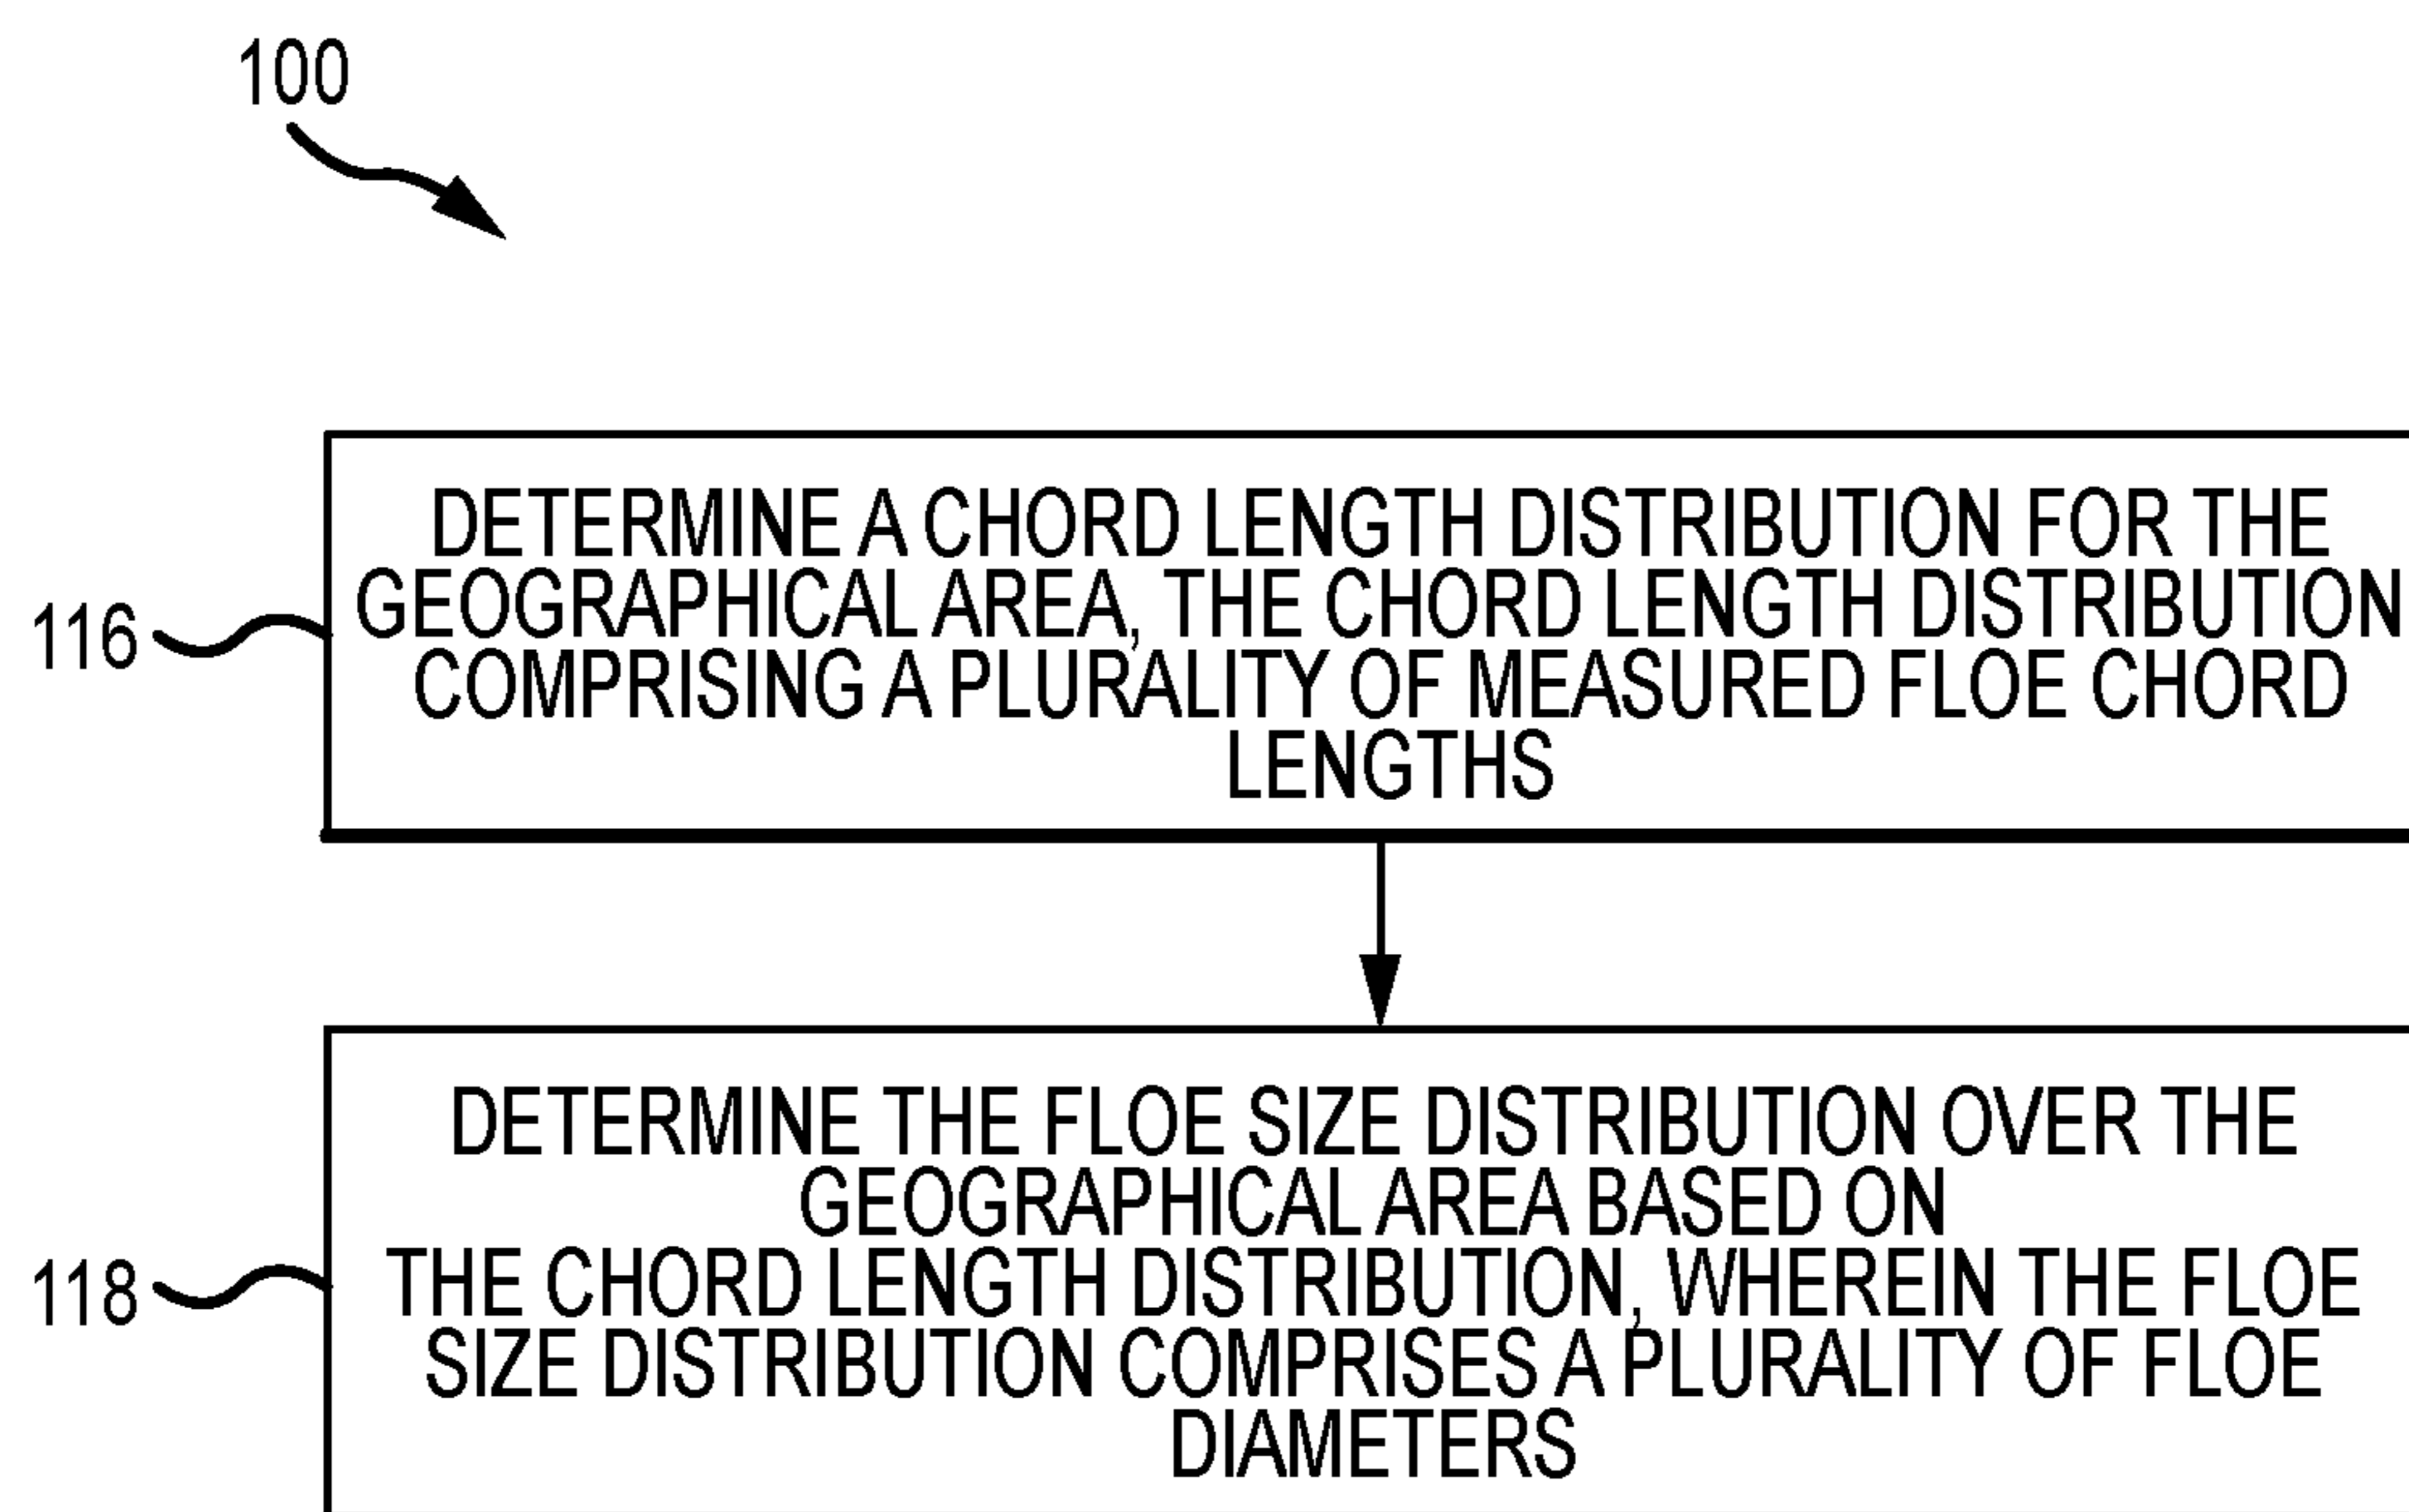 100
DETERMINE A CHORD LENGTH DISTRIBUTION FOR THE
GEOGRAPHICAL AREA, THE CHORD LENGTH DISTRIBUTION
COMPRISING A PLURALITY OF MEASURED FLOE CHORD
LENGTHS
116
DETERMINE THE FLOE SIZE DISTRIBUTION OVER THE
GEOGRAPHICAL AREA BASED ON
THE CHORD LENGTH DISTRIBUTION, WHEREIN THE FLOE
SIZE DISTRIBUTION COMPRISES A PLURALITY OF FLOE
DIAMETERS
118